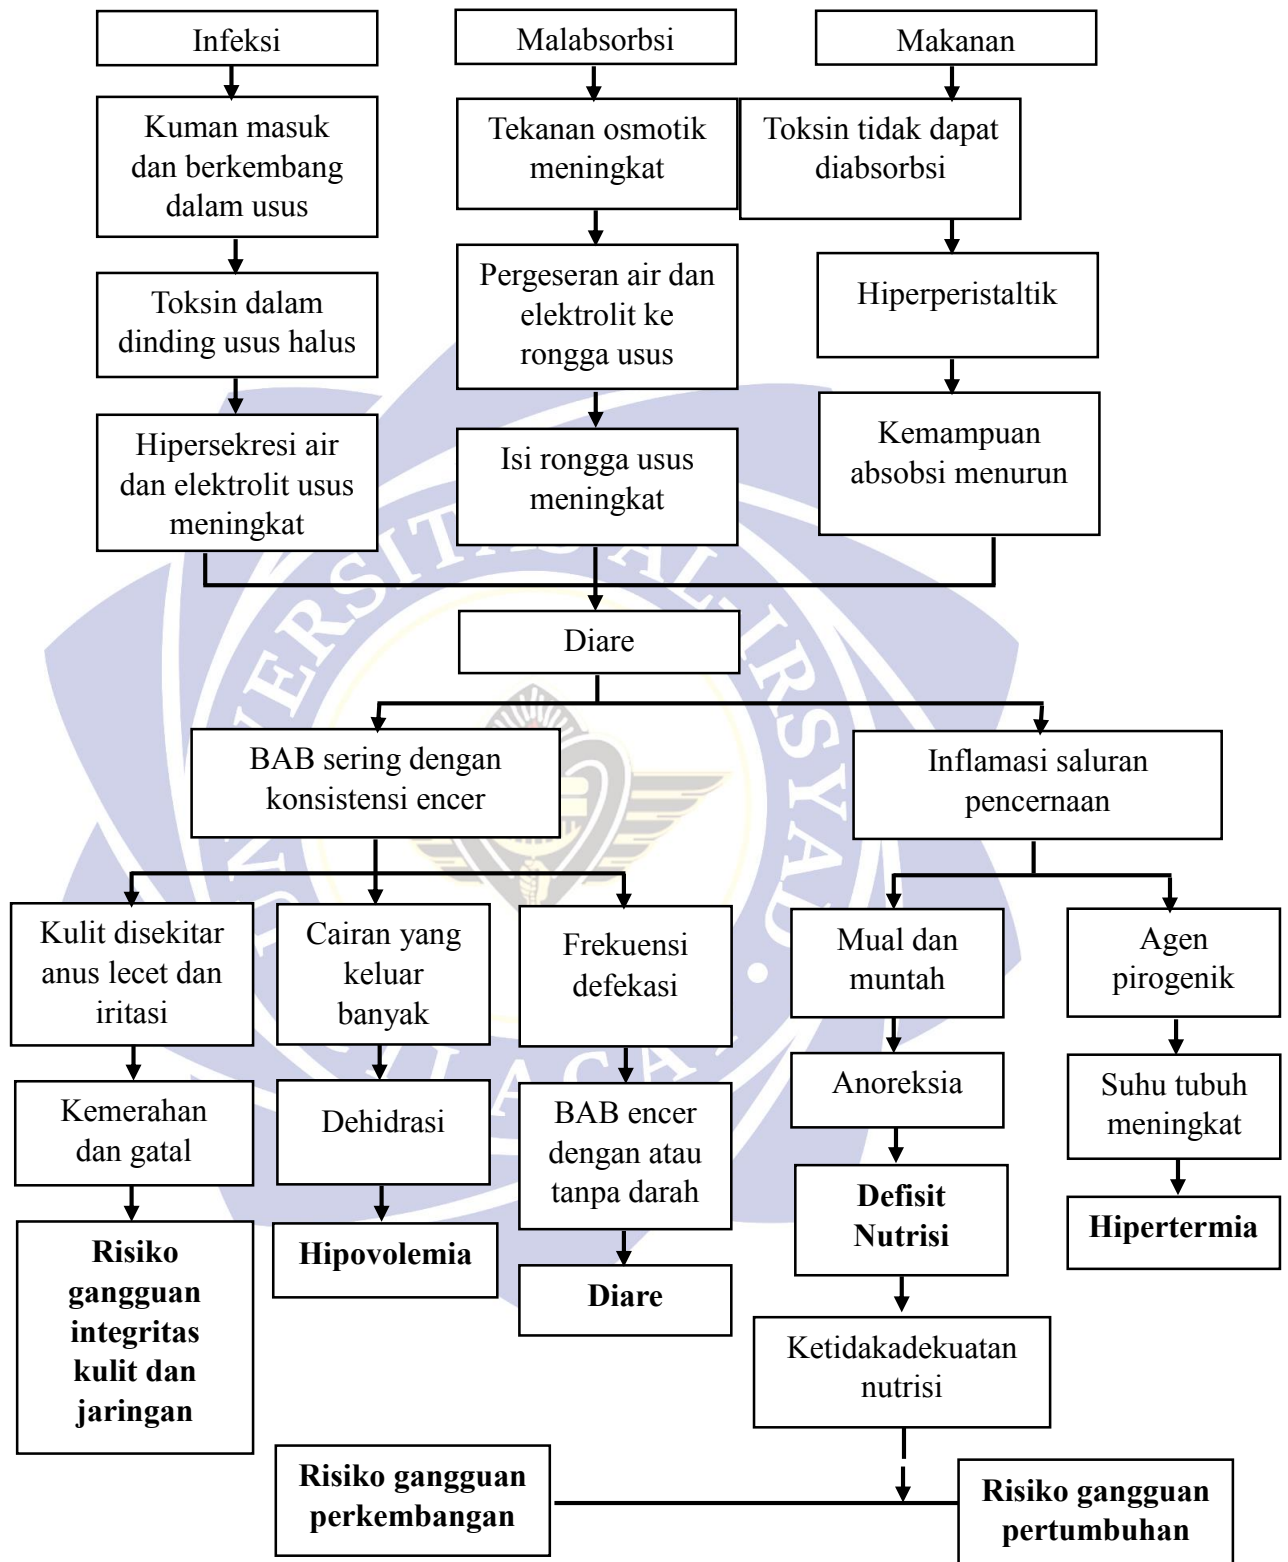 Infeksi
Malabsorbsi
Makanan
Kuman masuk
dan berkembang
dalam usus
Tekanan osmotik
meningkat
Toksin tidak dapat
diabsorbsi
Toksin dalam
dinding usus halus
Pergeseran air dan
elektrolit ke
rongga usus
Hiperperistaltik
Hipersekresi air
dan elektrolit usus
meningkat
Isi rongga usus
meningkat
Kemampuan
absobsi menurun
Diare
BAB sering dengan
konsistensi encer
Inflamasi saluran
pencernaan
Kulit disekitar
anus lecet dan
iritasi
Cairan yang
keluar
banyak
Frekuensi
defekasi
Mual dan
muntah
Agen
pirogenik
Kemerahan
dan gatal
Dehidrasi
BAB encer
dengan atau
tanpa darah
Anoreksia
Suhu tubuh
meningkat
Risiko
gangguan
integritas
kulit dan
jaringan
Hipovolemia
Diare
Defisit
Nutrisi
Hipertermia
Ketidakadekuatan
nutrisi
Risiko gangguan
perkembangan
Risiko gangguan
pertumbuhan